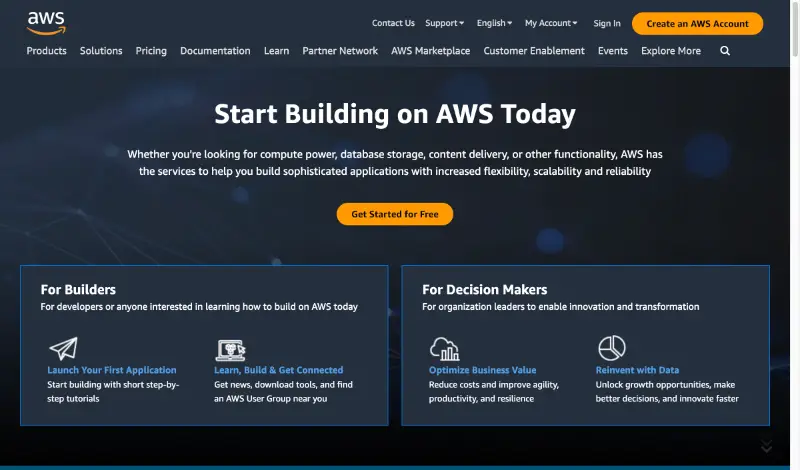 aws
Contact Us Support English My Account Sign In Create an AWS Account
Products Solutions Pricing Documentation Learn Partner Network AWS Marketplace Customer Enablement Events Explore More
Start Building on AWS Today
Whether you're looking for compute power, database storage, content delivery, or other functionality, AWS has
the services to help you build sophisticated applications with increased flexibility, scalability and reliability
Get Started for Free
For Builders
For developers or anyone interested in learning how to build on AWS today
Launch Your First Application
Start building with short step-by-
step tutorials
Learn, Build & Get Connected
Get news, download tools, and find
an AWS User Group near you
For Decision Makers
For organization leaders to enable innovation and transformation
Optimize Business Value
Reduce costs and improve agility,
productivity, and resilience
Reinvent with Data
Unlock growth opportunities, make
better decisions, and innovate faster